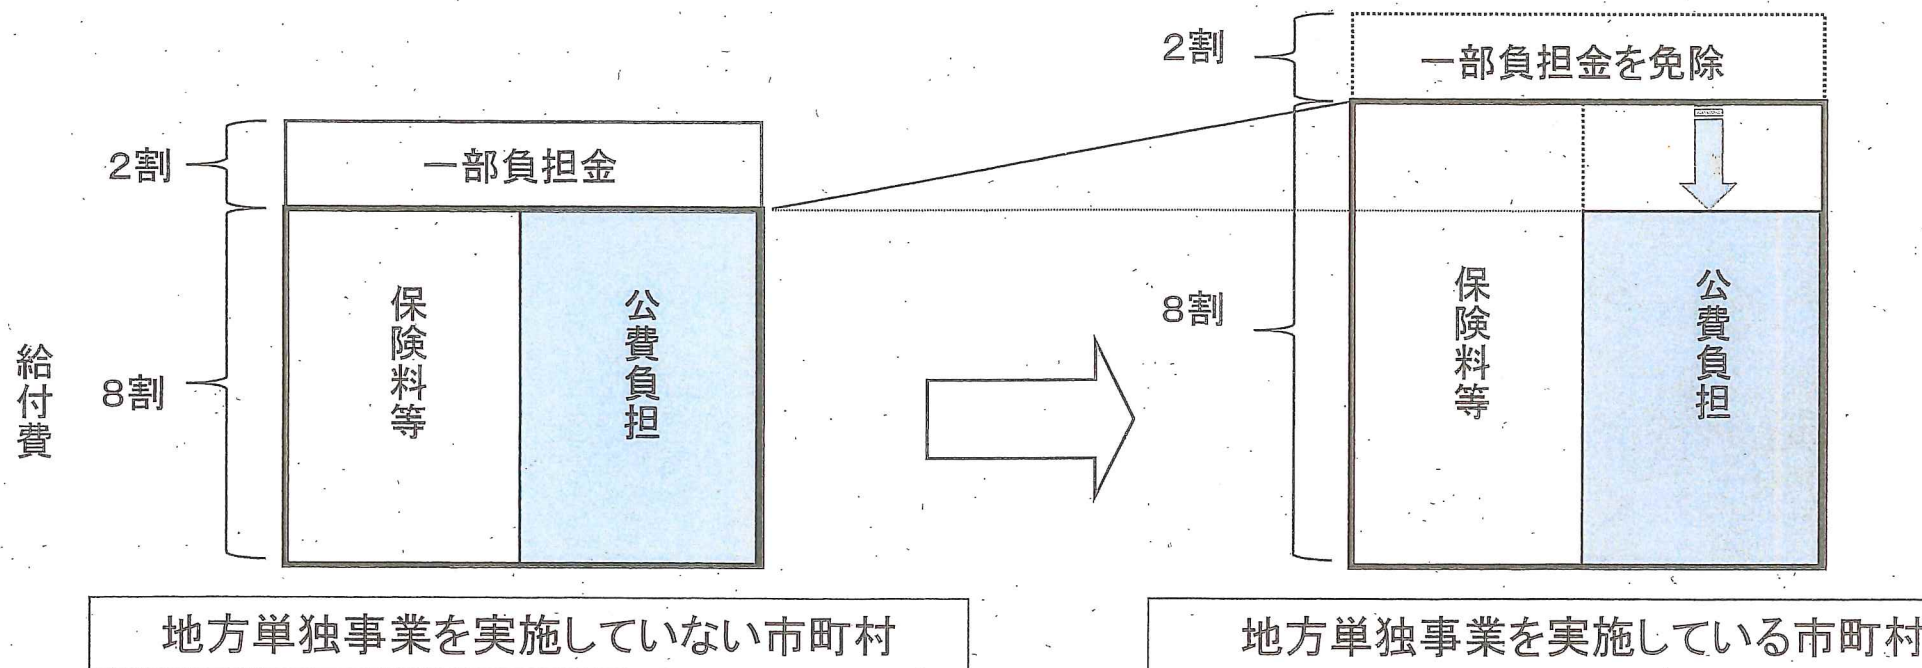 2割
一部負担金
給付費
8割
保険料等
公費負担
地方単独事業を実施していない市町村
2割
一部負担金を免除
8割
保険料等
公費負担
地方単独事業を実施している市町村